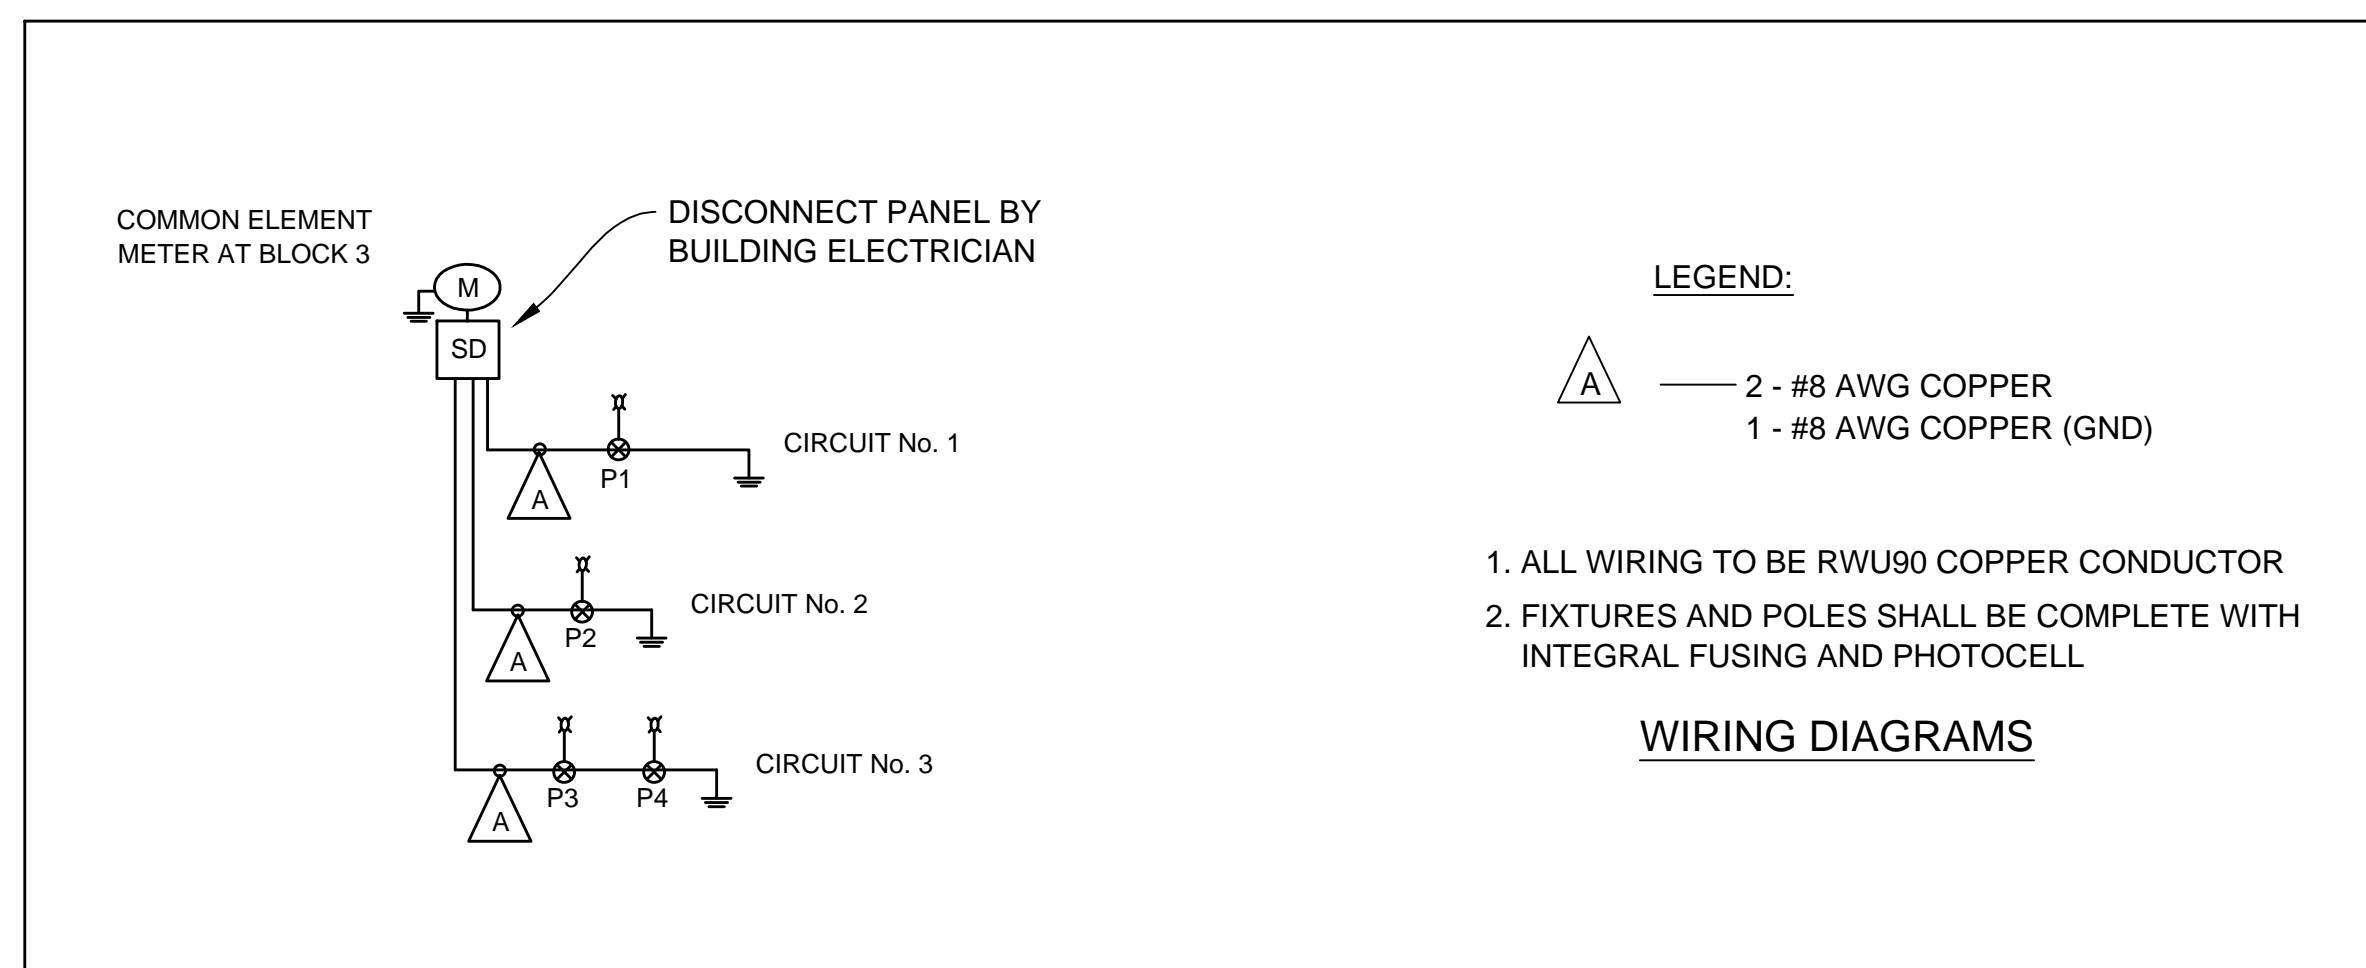 COMMON ELEMENT
METER AT BLOCK 3
DISCONNECT PANEL BY
BUILDING ELECTRICIAN
M
SD
CIRCUIT No. 1
P1
A
CIRCUIT No. 2
P2
A
CIRCUIT No. 3
P3
P4
A
LEGEND:
A
2 - #8 AWG COPPER
1 - #8 AWG COPPER (GND)
1. ALL WIRING TO BE RWU90 COPPER CONDUCTOR
2. FIXTURES AND POLES SHALL BE COMPLETE WITH
INTEGRAL FUSING AND PHOTOCELL
WIRING DIAGRAMS